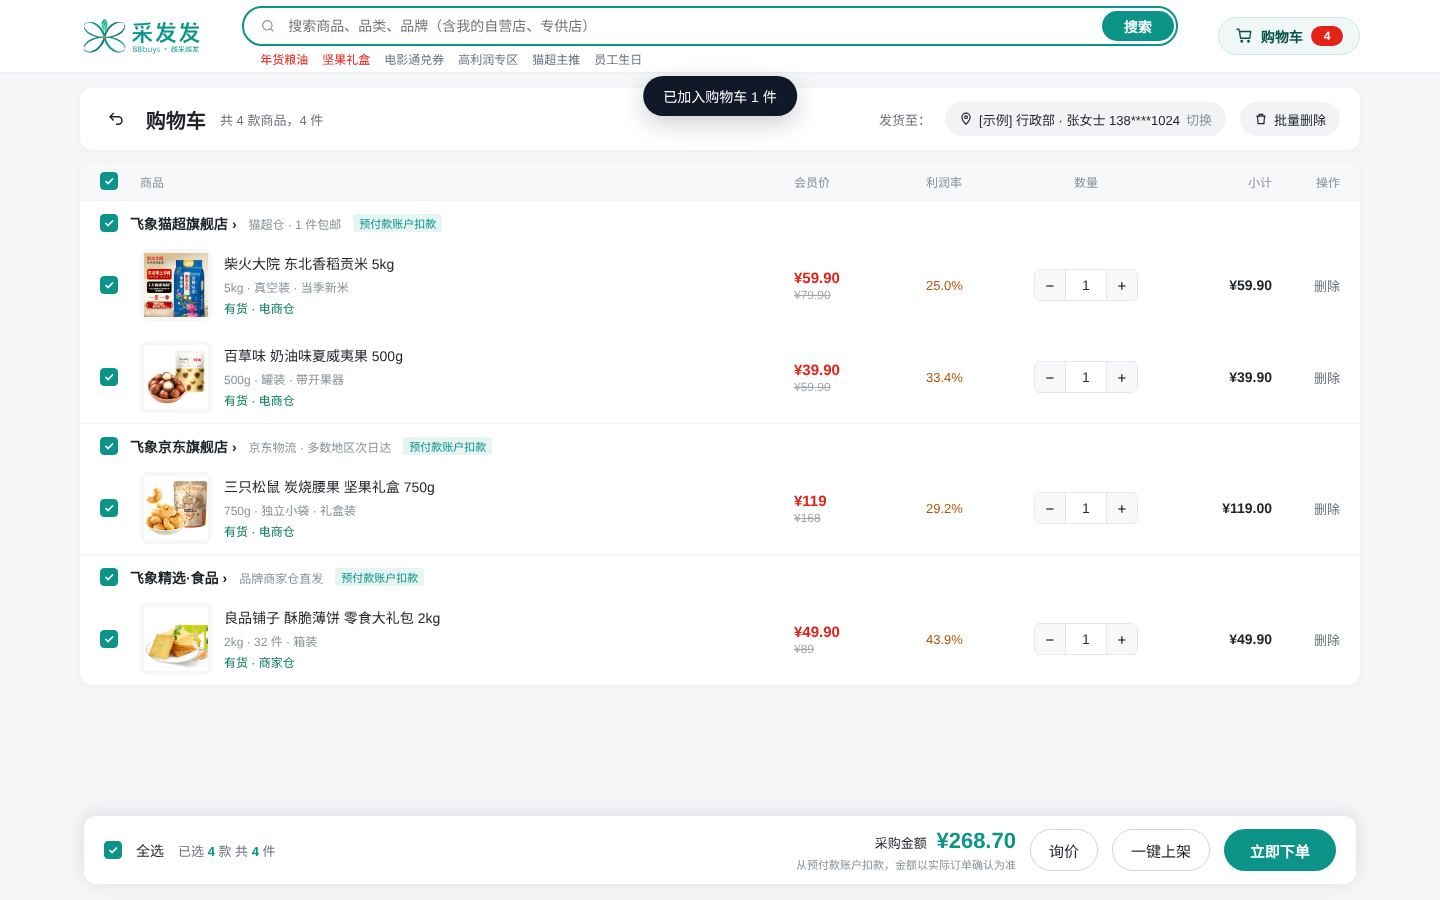 采发发
88buys · 越采越发
搜索商品、品类、品牌（含我的自营店、专供店）
搜索
购物车 4
年货粮油 坚果礼盒 电影通兑券 高利润专区 猫超主推 员工生日
已加入购物车 1 件
购物车 共 4 款商品，4 件
发货至： [示例] 行政部 · 张女士 138****1024 切换
批量删除
商品 会员价 利润率 数量 小计 操作
飞象猫超旗舰店 › 猫超仓 · 1 件包邮 预付款账户扣款
柴火大院 东北香稻贡米 5kg
5kg · 真空装 · 当季新米
有货 · 电商仓
¥59.90
¥79.90
25.0%
− 1 +
¥59.90
删除
百草味 奶油味夏威夷果 500g
500g · 罐装 · 带开果器
有货 · 电商仓
¥39.90
¥59.90
33.4%
− 1 +
¥39.90
删除
飞象京东旗舰店 › 京东物流 · 多数地区次日达 预付款账户扣款
三只松鼠 炭烧腰果 坚果礼盒 750g
750g · 独立小袋 · 礼盒装
有货 · 电商仓
¥119
¥168
29.2%
− 1 +
¥119.00
删除
飞象精选·食品 › 品牌商家仓直发 预付款账户扣款
良品铺子 酥脆薄饼 零食大礼包 2kg
2kg · 32 件 · 箱装
有货 · 商家仓
¥49.90
¥89
43.9%
− 1 +
¥49.90
删除
全选 已选 4 款 共 4 件
采购金额 ¥268.70
从预付款账户扣款，金额以实际订单确认为准
询价
一键上架
立即下单